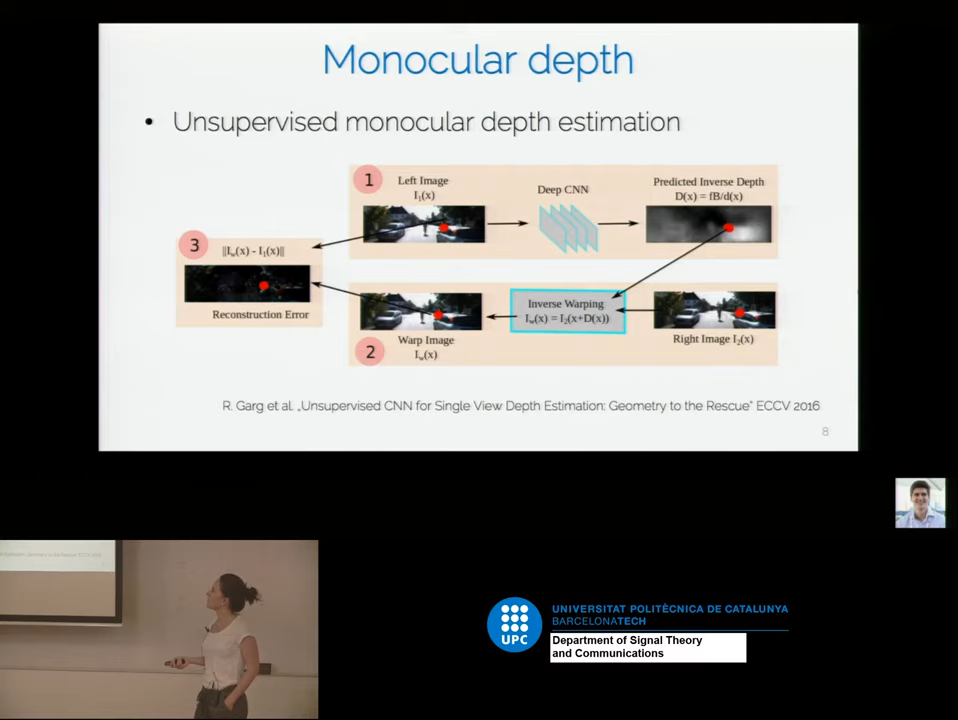 Monocular depth
• Unsupervised monocular depth estimation
1
Left Image
I₁(x)
Deep CNN
Predicted Inverse Depth
D(x) = fB/d(x)
3
||I_w(x) - I₁(x)||
Reconstruction Error
Inverse Warping
I_w(x) = I₂(x+D(x))
2
Warp Image
I_w(x)
Right Image I₂(x)
R. Garg et al. „Unsupervised CNN for Single View Depth Estimation: Geometry to the Rescue“ ECCV 2016
8
UPC
UNIVERSITAT POLITÈCNICA DE CATALUNYA
BARCELONATECH
Department of Signal Theory
and Communications